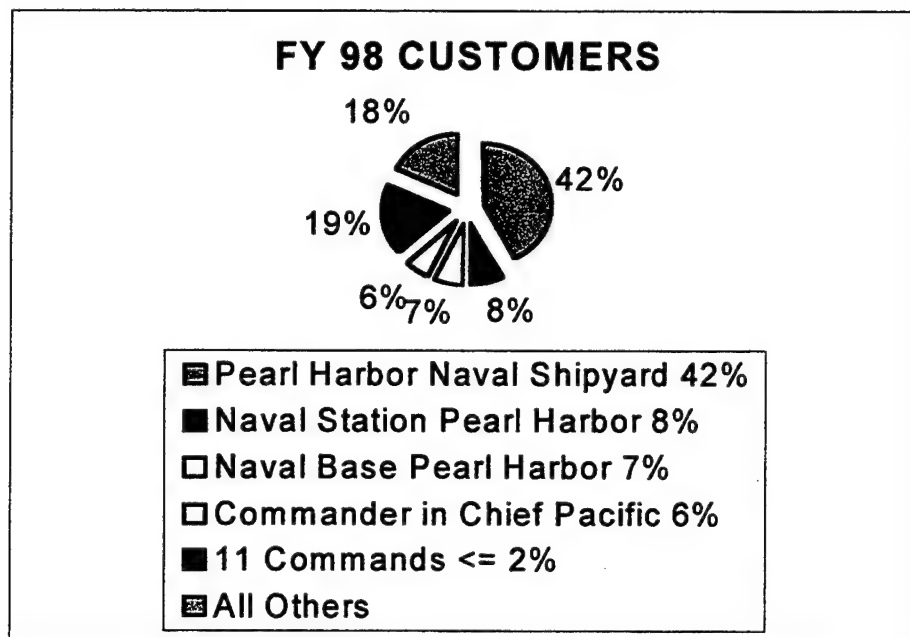 FY 98 CUSTOMERS
18%
42%
19%
6%
7%
8%
Pearl Harbor Naval Shipyard 42%
Naval Station Pearl Harbor 8%
Naval Base Pearl Harbor 7%
Commander in Chief Pacific 6%
11 Commands <= 2%
All Others